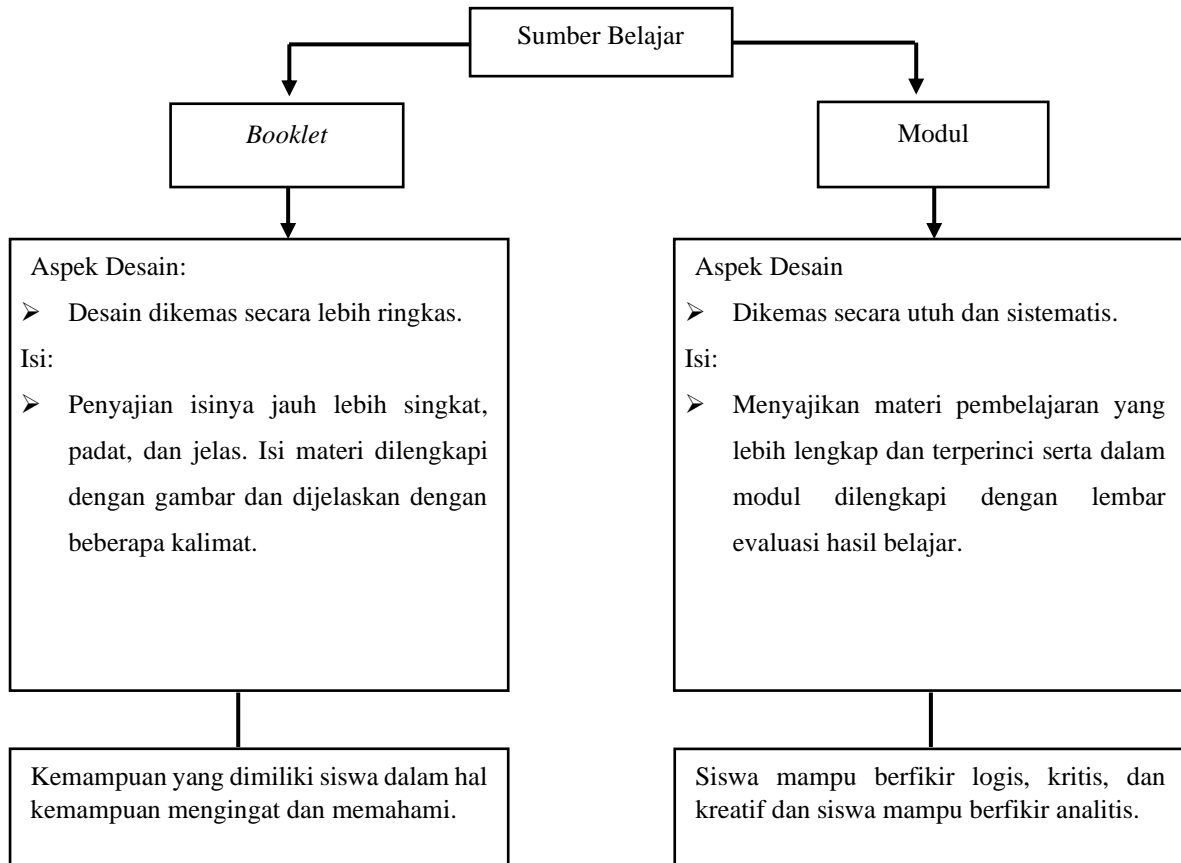 Sumber Belajar
Booklet
Modul
Aspek Desain:
➢ Desain dikemas secara lebih ringkas.
Isi:
➢ Penyajian isinya jauh lebih singkat,
padat, dan jelas. Isi materi dilengkapi
dengan gambar dan dijelaskan dengan
beberapa kalimat.
Aspek Desain
➢ Dikemas secara utuh dan sistematis.
Isi:
➢ Menyajikan materi pembelajaran yang
lebih lengkap dan terperinci serta dalam
modul dilengkapi dengan lembar
evaluasi hasil belajar.
Kemampuan yang dimiliki siswa dalam hal
kemampuan mengingat dan memahami.
Siswa mampu berfikir logis, kritis, dan
kreatif dan siswa mampu berfikir analitis.